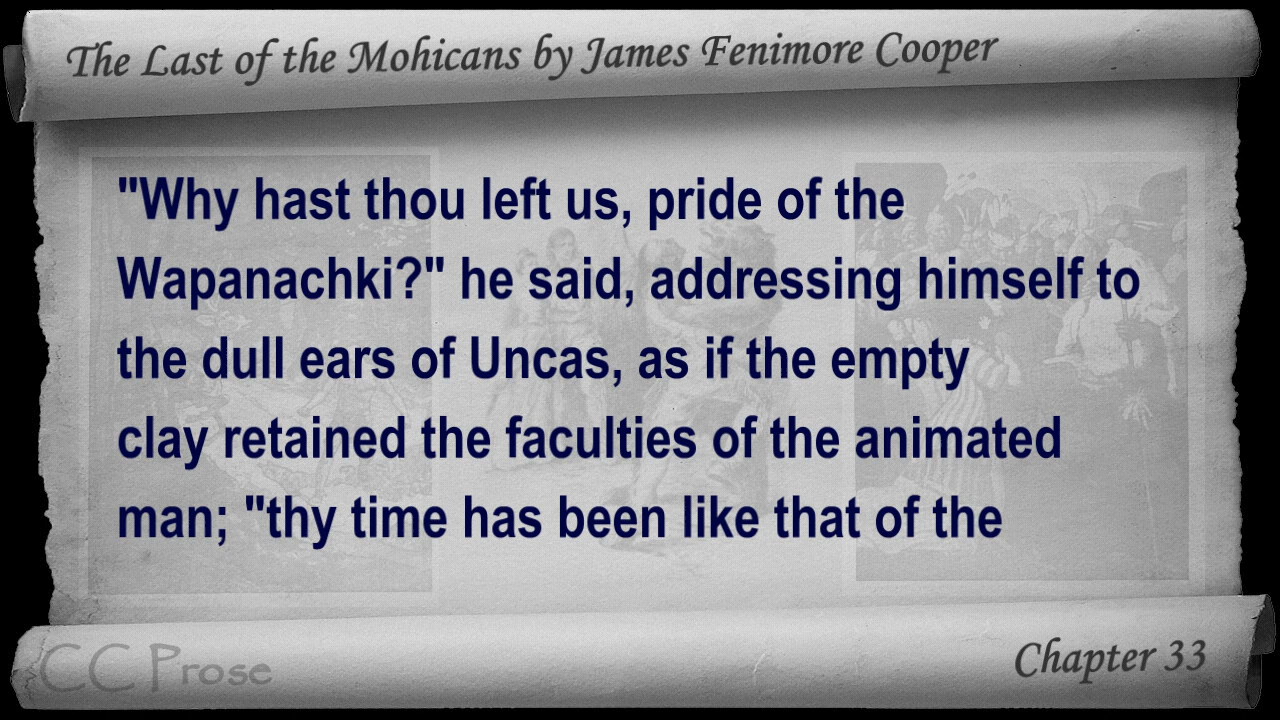 The Last of the Mohicans by James Fenimore Cooper
"Why hast thou left us, pride of the
Wapanachki?" he said, addressing himself to
the dull ears of Uncas, as if the empty
clay retained the faculties of the animated
man; "thy time has been like that of the
CC Prose
Chapter 33